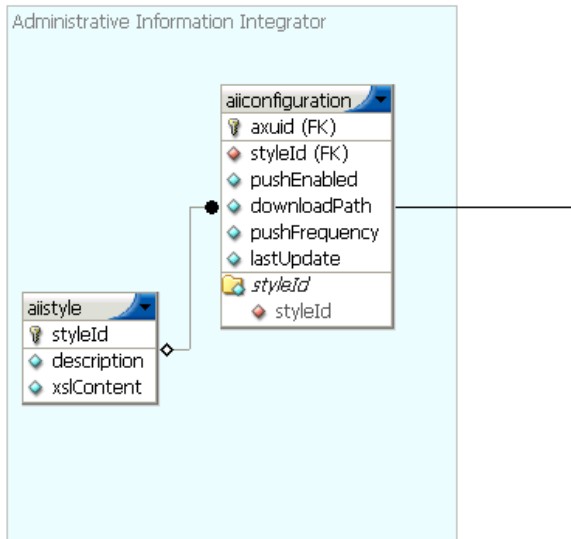 Administrative Information Integrator
aiiconfiguration
axuid (FK)
styleId (FK)
pushEnabled
downloadPath
pushFrequency
lastUpdate
styleId
styleId
aiistyle
styleId
description
xslContent